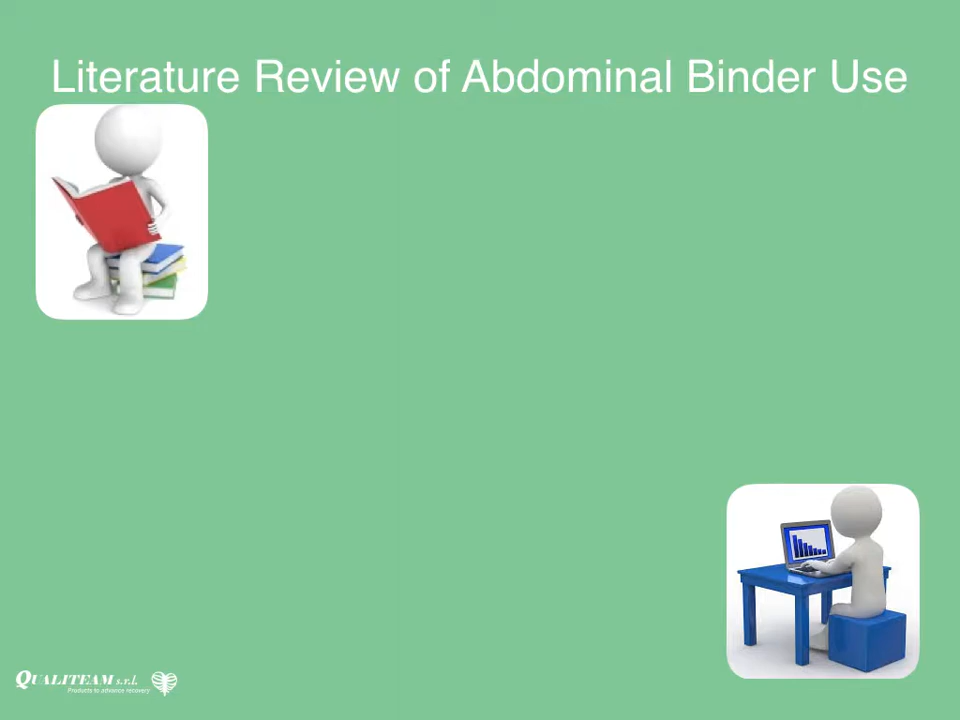 Literature Review of Abdominal Binder Use
QUALITEAM s.r.l.
Products to advance recovery